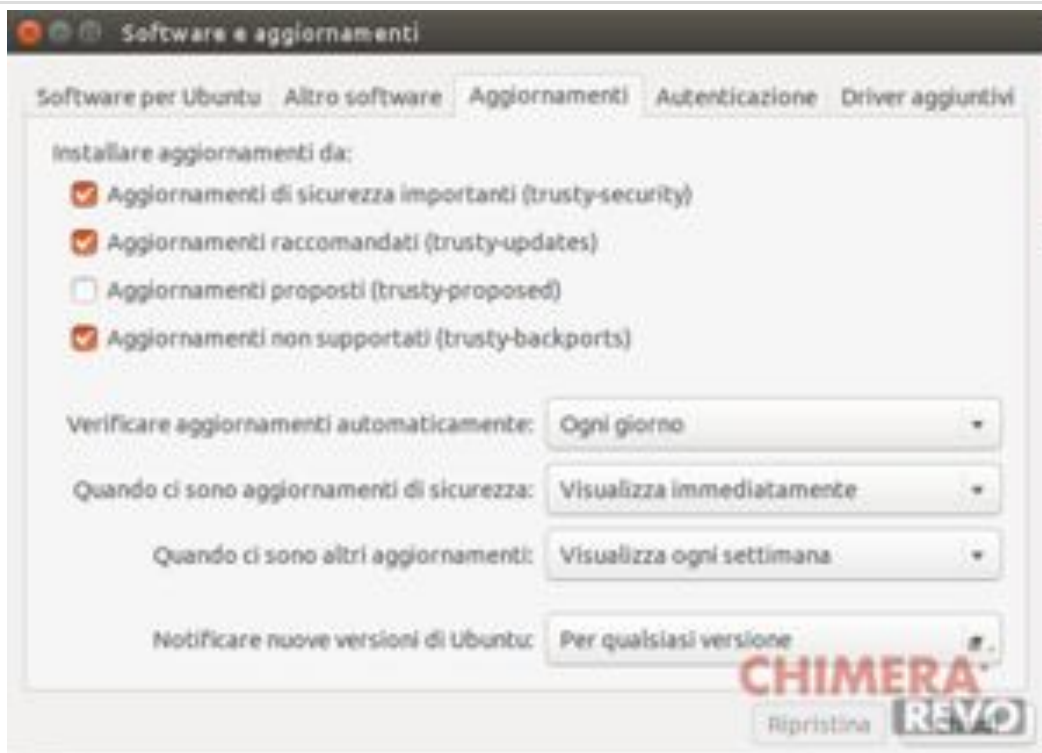 Software e aggiornamenti
Software per Ubuntu Altro software Aggiornamenti Autenticazione Driver aggiuntivi
Installare aggiornamenti da:
Aggiornamenti di sicurezza importanti (trusty-security)
Aggiornamenti raccomandati (trusty-updates)
Aggiornamenti proposti (trusty-proposed)
Aggiornamenti non supportati (trusty-backports)
Verificare aggiornamenti automaticamente: Ogni giorno
Quando ci sono aggiornamenti di sicurezza: Visualizza immediatamente
Quando ci sono altri aggiornamenti: Visualizza ogni settimana
Notificare nuove versioni di Ubuntu: Per qualsiasi versione
CHIMERA
Ripristina REVO